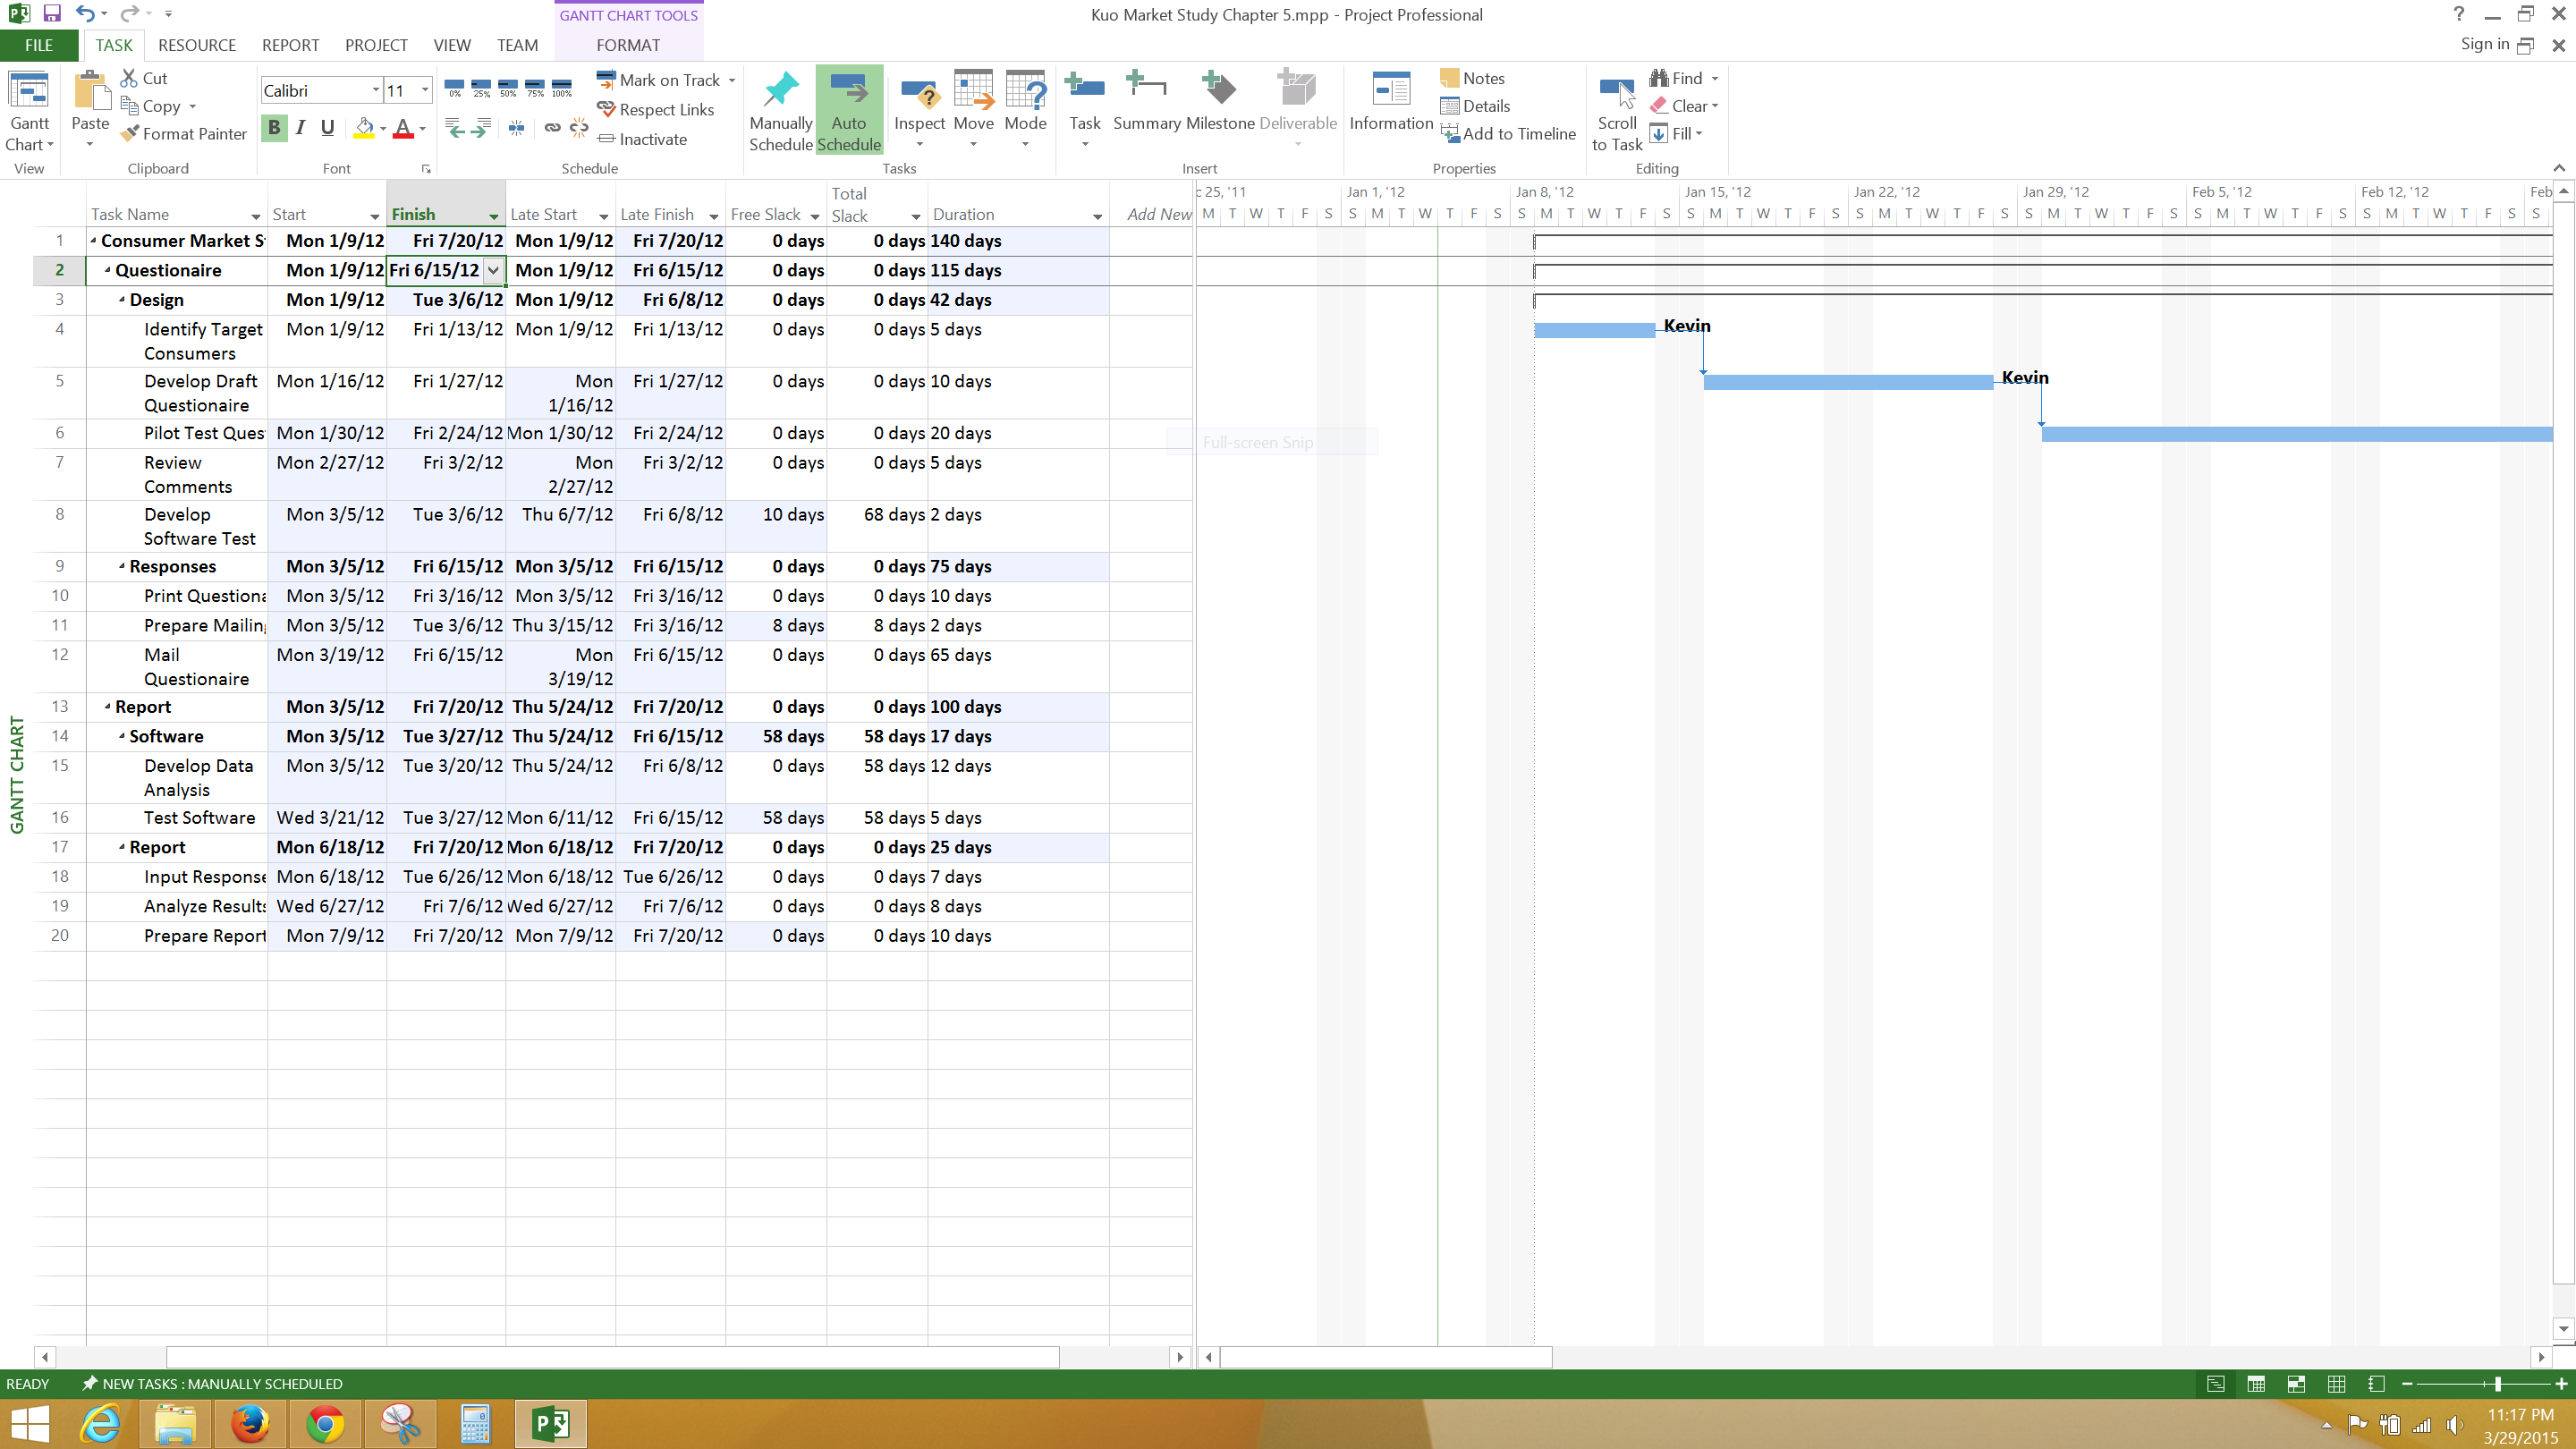 GANTT CHART TOOLS
Kuo Market Study Chapter 5.mpp - Project Professional
FILE TASK RESOURCE REPORT PROJECT VIEW TEAM FORMAT Sign in
Gantt Chart
View
Paste
Cut
Copy
Format Painter
Clipboard
Calibri 11
B I U A
Font
0% 25% 50% 75% 100%
Mark on Track
Respect Links
Inactivate
Schedule
Manually Schedule
Auto Schedule
Inspect
Move
Mode
Tasks
Task
Summary
Milestone
Deliverable
Insert
Information
Notes
Details
Add to Timeline
Properties
Scroll to Task
Find
Clear
Fill
Editing
Task Name Start Finish Late Start Late Finish Free Slack Total Slack Duration Add New
1 Consumer Market S Mon 1/9/12 Fri 7/20/12 Mon 1/9/12 Fri 7/20/12 0 days 0 days 140 days
2 Questionaire Mon 1/9/12 Fri 6/15/12 Mon 1/9/12 Fri 6/15/12 0 days 0 days 115 days
3 Design Mon 1/9/12 Tue 3/6/12 Mon 1/9/12 Fri 6/8/12 0 days 0 days 42 days
4 Identify Target Consumers Mon 1/9/12 Fri 1/13/12 Mon 1/9/12 Fri 1/13/12 0 days 0 days 5 days
5 Develop Draft Questionaire Mon 1/16/12 Fri 1/27/12 Mon 1/16/12 Fri 1/27/12 0 days 0 days 10 days
6 Pilot Test Ques Mon 1/30/12 Fri 2/24/12 Mon 1/30/12 Fri 2/24/12 0 days 0 days 20 days
7 Review Comments Mon 2/27/12 Fri 3/2/12 Mon 2/27/12 Fri 3/2/12 0 days 0 days 5 days
8 Develop Software Test Mon 3/5/12 Tue 3/6/12 Thu 6/7/12 Fri 6/8/12 10 days 68 days 2 days
9 Responses Mon 3/5/12 Fri 6/15/12 Mon 3/5/12 Fri 6/15/12 0 days 0 days 75 days
10 Print Questiona Mon 3/5/12 Fri 3/16/12 Mon 3/5/12 Fri 3/16/12 0 days 0 days 10 days
11 Prepare Mailing Mon 3/5/12 Tue 3/6/12 Thu 3/15/12 Fri 3/16/12 8 days 8 days 2 days
12 Mail Questionaire Mon 3/19/12 Fri 6/15/12 Mon 3/19/12 Fri 6/15/12 0 days 0 days 65 days
13 Report Mon 3/5/12 Fri 7/20/12 Thu 5/24/12 Fri 7/20/12 0 days 0 days 100 days
14 Software Mon 3/5/12 Tue 3/27/12 Thu 5/24/12 Fri 6/15/12 58 days 58 days 17 days
15 Develop Data Analysis Mon 3/5/12 Tue 3/20/12 Thu 5/24/12 Fri 6/8/12 0 days 58 days 12 days
16 Test Software Wed 3/21/12 Tue 3/27/12 Mon 6/11/12 Fri 6/15/12 58 days 58 days 5 days
17 Report Mon 6/18/12 Fri 7/20/12 Mon 6/18/12 Fri 7/20/12 0 days 0 days 25 days
18 Input Response Mon 6/18/12 Tue 6/26/12 Mon 6/18/12 Tue 6/26/12 0 days 0 days 7 days
19 Analyze Results Wed 6/27/12 Fri 7/6/12 Wed 6/27/12 Fri 7/6/12 0 days 0 days 8 days
20 Prepare Report Mon 7/9/12 Fri 7/20/12 Mon 7/9/12 Fri 7/20/12 0 days 0 days 10 days
c 25, '11 Jan 1, '12 Jan 8, '12 Jan 15, '12 Jan 22, '12 Jan 29, '12 Feb 5, '12 Feb 12, '12 Feb
M T W T F S S M T W T F S S M T W T F S S M T W T F S S M T W T F S S M T W T F S S M T W T F S S M T W T F S S
Kevin
Kevin
Full-screen Snip
GANTT CHART
READY NEW TASKS : MANUALLY SCHEDULED
11:17 PM
3/29/2015